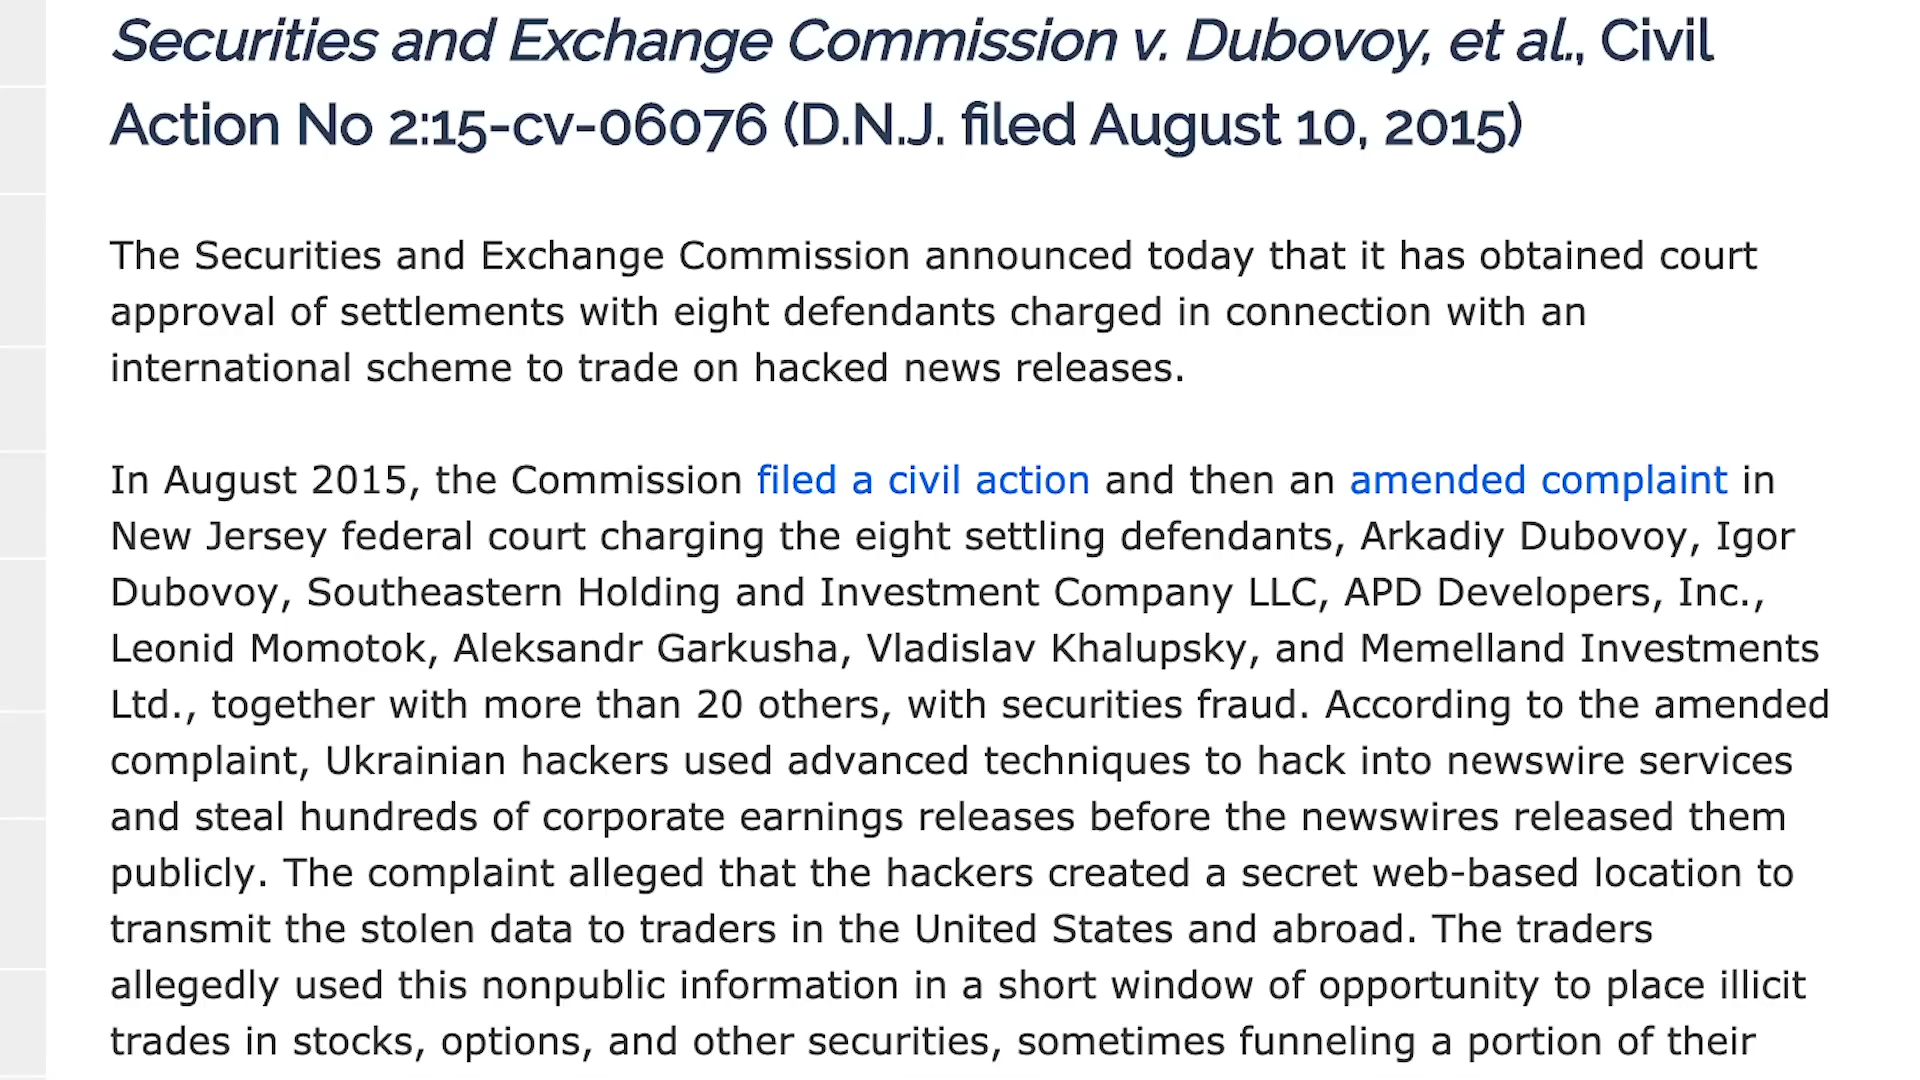 Securities and Exchange Commission v. Dubovoy, et al., Civil
Action No 2:15-cv-06076 (D.N.J. filed August 10, 2015)
The Securities and Exchange Commission announced today that it has obtained court
approval of settlements with eight defendants charged in connection with an
international scheme to trade on hacked news releases.
In August 2015, the Commission filed a civil action and then an amended complaint in
New Jersey federal court charging the eight settling defendants, Arkadiy Dubovoy, Igor
Dubovoy, Southeastern Holding and Investment Company LLC, APD Developers, Inc.,
Leonid Momotok, Aleksandr Garkusha, Vladislav Khalupsky, and Memelland Investments
Ltd., together with more than 20 others, with securities fraud. According to the amended
complaint, Ukrainian hackers used advanced techniques to hack into newswire services
and steal hundreds of corporate earnings releases before the newswires released them
publicly. The complaint alleged that the hackers created a secret web-based location to
transmit the stolen data to traders in the United States and abroad. The traders
allegedly used this nonpublic information in a short window of opportunity to place illicit
trades in stocks, options, and other securities, sometimes funneling a portion of their